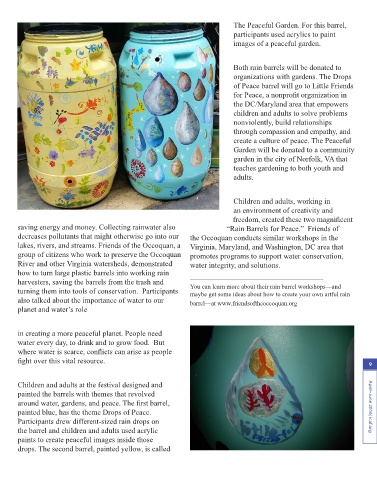 saving energy and money. Collecting rainwater also
decreases pollutants that might otherwise go into our
lakes, rivers, and streams. Friends of the Occoquan, a
group of citizens who work to preserve the Occoquan
River and other Virginia watersheds, demonstrated
how to turn large plastic barrels into working rain
harvesters, saving the barrels from the trash and
turning them into tools of conservation.  Participants
also talked about the importance of water to our
planet and water’s role
in creating a more peaceful planet. People need
water every day, to drink and to grow food.  But
where water is scarce, conflicts can arise as people
fight over this vital resource.
Children and adults at the festival designed and
painted the barrels with themes that revolved
around water, gardens, and peace. The first barrel,
painted blue, has the theme Drops of Peace.
Participants drew different-sized rain drops on
the barrel and children and adults used acrylic
paints to create peaceful images inside those
drops. The second barrel, painted yellow, is called
The Peaceful Garden. For this barrel,
participants used acrylics to paint
images of a peaceful garden.
Both rain barrels will be donated to
organizations with gardens. The Drops
of Peace barrel will go to Little Friends
for Peace, a nonprofit organization in
the DC/Maryland area that empowers
children and adults to solve problems
nonviolently, build relationships
through compassion and empathy, and
create a culture of peace. The Peaceful
Garden will be donated to a community
garden in the city of Norfolk, VA that
teaches gardening to both youth and
adults.
Children and adults, working in
an environment of creativity and
freedom, created these two magnificent
“Rain Barrels for Peace.”  Friends of
the Occoquan conducts similar workshops in the
Virginia, Maryland, and Washington, DC area that
promotes programs to support water conservation,
water integrity, and solutions.
You can learn more about their rain barrel workshops—and
maybe get some ideas about how to create your own artful rain
barrel—at www.friendsoftheoccoquan.org
9